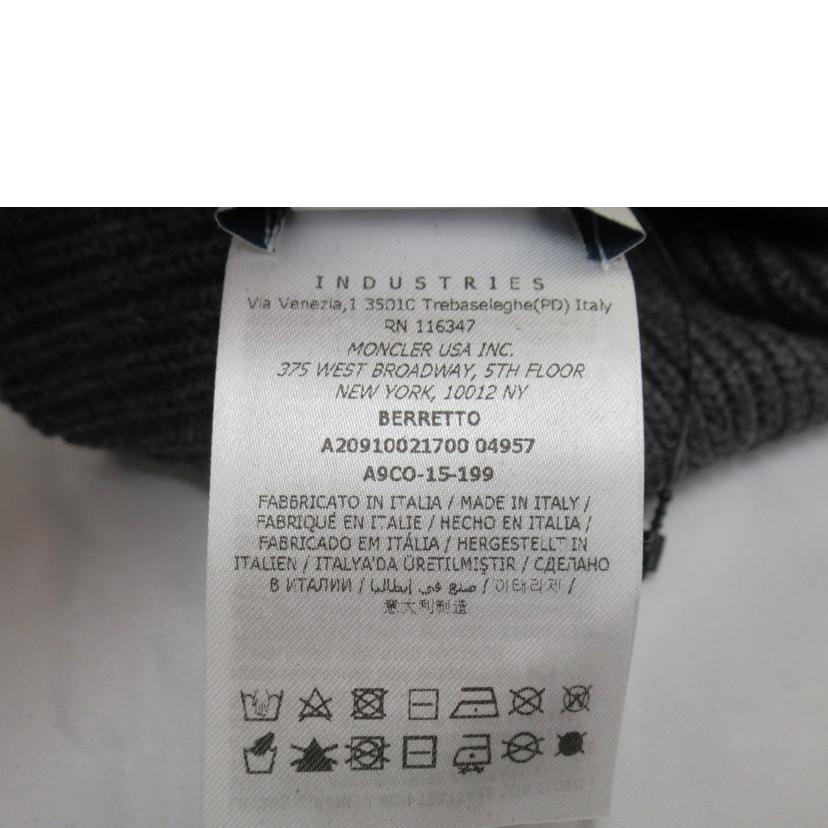 INDUSTRIES
Via Venezia,1 35010 Trebaseleghe(PD) Italy
RN 116347
MONCLER USA INC.
375 WEST BROADWAY, 5TH FLOOR
NEW YORK, 10012 NY
BERRETTO
A20910021700 04957
A9CO-15-199
FABBRICATO IN ITALIA / MADE IN ITALY /
FABRIQUÉ EN ITALIE / HECHO EN ITALIA /
FABRICADO EM ITÁLIA / HERGESTELLT IN
ITALIEN / ITALYA'DA ÜRETILMIŞTIR / СДЕЛАНО
В ИТАЛИИ / صنع في إيطاليا / 이태리제 /
意大利制造